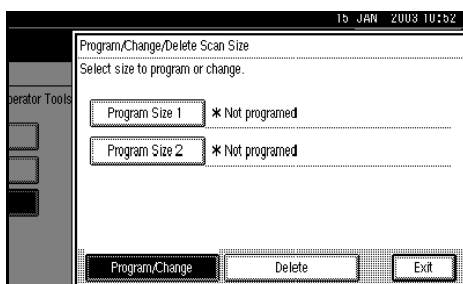 15 JAN 2003 10:52
Program/Change/Delete Scan Size
Select size to program or change.
perator Tools
Program Size 1 * Not programed
Program Size 2 * Not programed
Program/Change Delete Exit